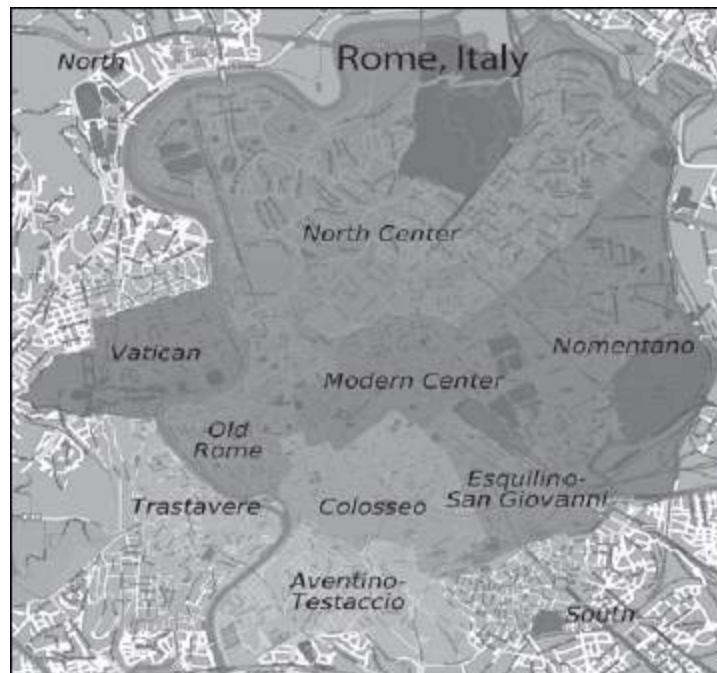 Rome, Italy
North
North Center
Vatican
Nomentano
Modern Center
Old
Rome
Esquilino-
San Giovanni
Trastavere
Colosseo
Aventino-
Testaccio
South